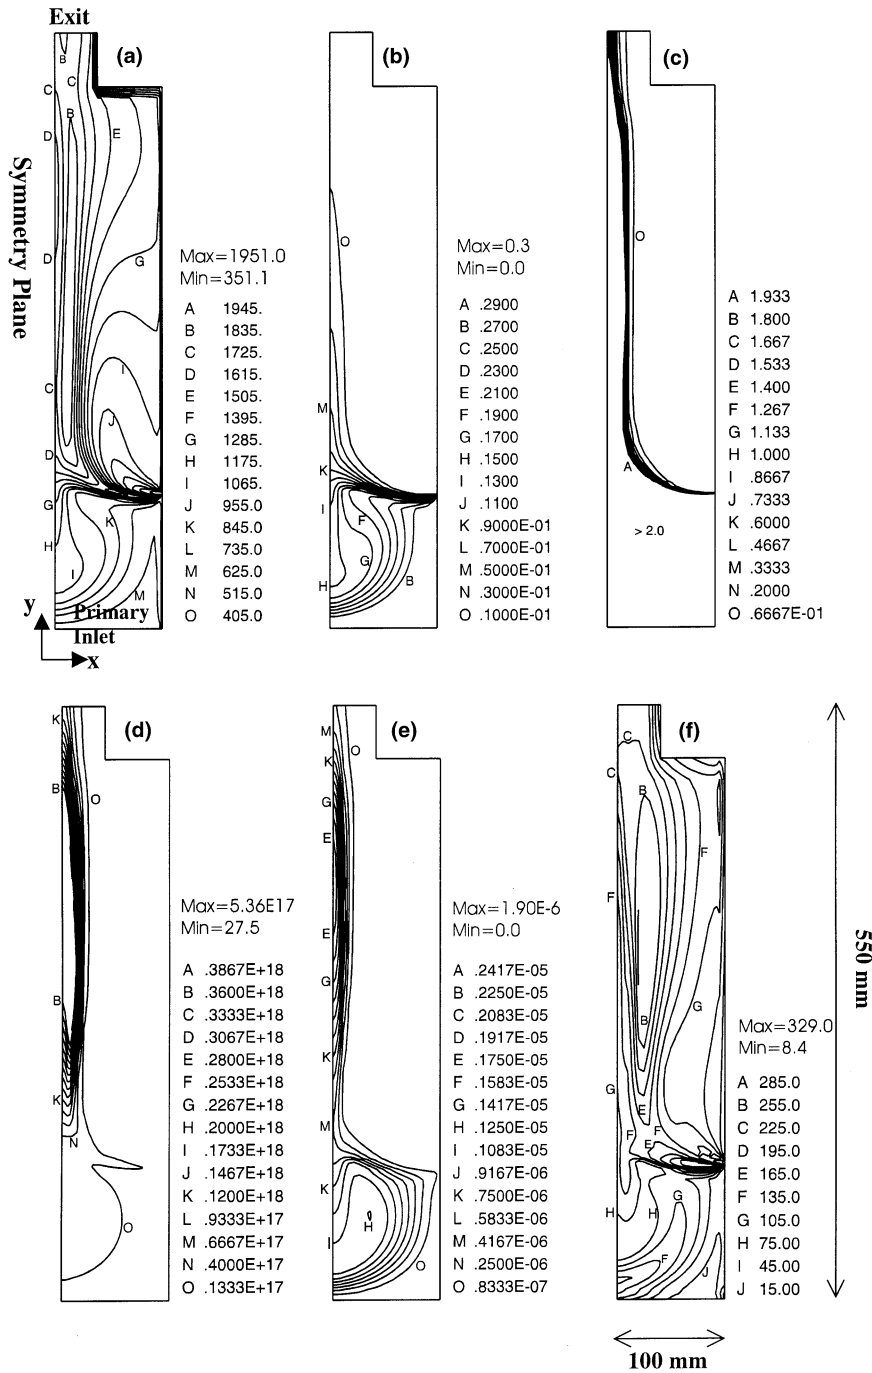 Exit
(a)
B
C
C
B
D
E
Symmetry Plane
D
G
C
I
J
D
G
K
H
I
M
y
Primary
Inlet
x
Max=1951.0
Min=351.1
A 1945.
B 1835.
C 1725.
D 1615.
E 1505.
F 1395.
G 1285.
H 1175.
I 1065.
J 955.0
K 845.0
L 735.0
M 625.0
N 515.0
O 405.0
(b)
O
M
K
I
F
G
H
B
Max=0.3
Min=0.0
A .2900
B .2700
C .2500
D .2300
E .2100
F .1900
G .1700
H .1500
I .1300
J .1100
K .9000E-01
L .7000E-01
M .5000E-01
N .3000E-01
O .1000E-01
(c)
O
A
> 2.0
A 1.933
B 1.800
C 1.667
D 1.533
E 1.400
F 1.267
G 1.133
H 1.000
I .8667
J .7333
K .6000
L .4667
M .3333
N .2000
O .6667E-01
(d)
K
B
O
B
K
N
O
Max=5.36E17
Min=27.5
A .3867E+18
B .3600E+18
C .3333E+18
D .3067E+18
E .2800E+18
F .2533E+18
G .2267E+18
H .2000E+18
I .1733E+18
J .1467E+18
K .1200E+18
L .9333E+17
M .6667E+17
N .4000E+17
O .1333E+17
(e)
M
O
K
G
E
E
G
K
M
K
H
I
O
Max=1.90E-6
Min=0.0
A .2417E-05
B .2250E-05
C .2083E-05
D .1917E-05
E .1750E-05
F .1583E-05
G .1417E-05
H .1250E-05
I .1083E-05
J .9167E-06
K .7500E-06
L .5833E-06
M .4167E-06
N .2500E-06
O .8333E-07
(f)
C
C
B
F
F
G
B
G
E
F
F
E
G
H
H
F
J
Max=329.0
Min=8.4
A 285.0
B 255.0
C 225.0
D 195.0
E 165.0
F 135.0
G 105.0
H 75.00
I 45.00
J 15.00
550 mm
100 mm